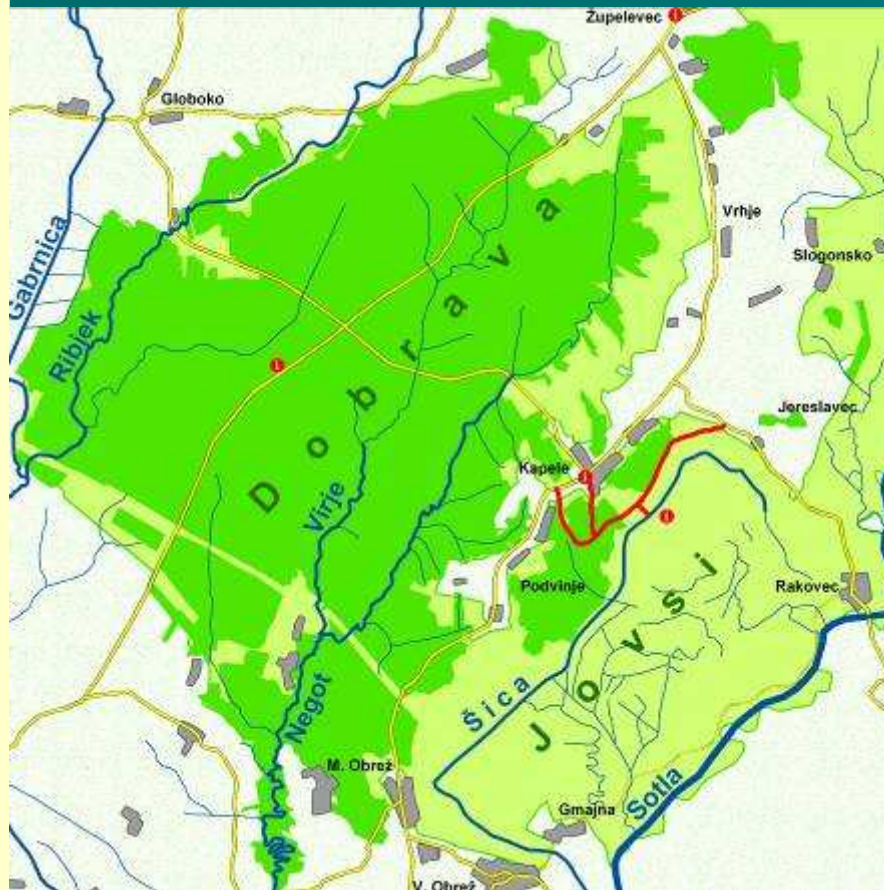 Župelevec
Globoko
Gabrnica
Ribjek
Vrhje
Slogonsko
Dobrava
Jereslavec
Kapele
Virje
Podvinje
Rakovec
Jovsi
Šica
Negot
M. Obrež
Sotla
Gmajna
V. Obrež